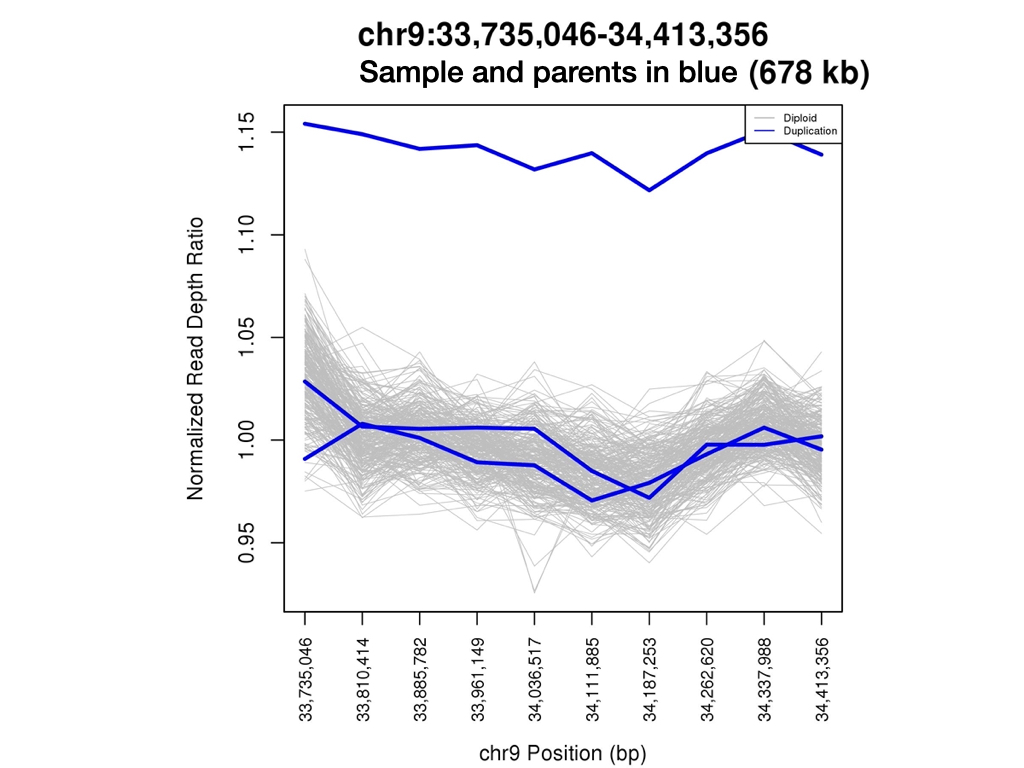 chr9:33,735,046-34,413,356
Sample and parents in blue (678 kb)
Diploid
Duplication
Normalized Read Depth Ratio
1.15
1.10
1.05
1.00
0.95
33,735,046
33,810,414
33,885,782
33,961,149
34,036,517
34,111,885
34,187,253
34,262,620
34,337,988
34,413,356
chr9 Position (bp)